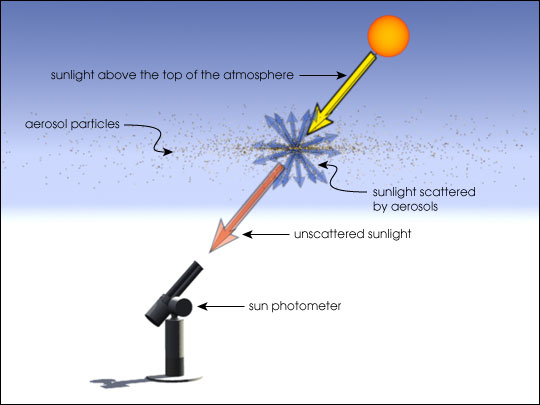 sunlight above the top of the atmosphere
aerosol particles
sunlight scattered
by aerosols
unscattered sunlight
sun photometer